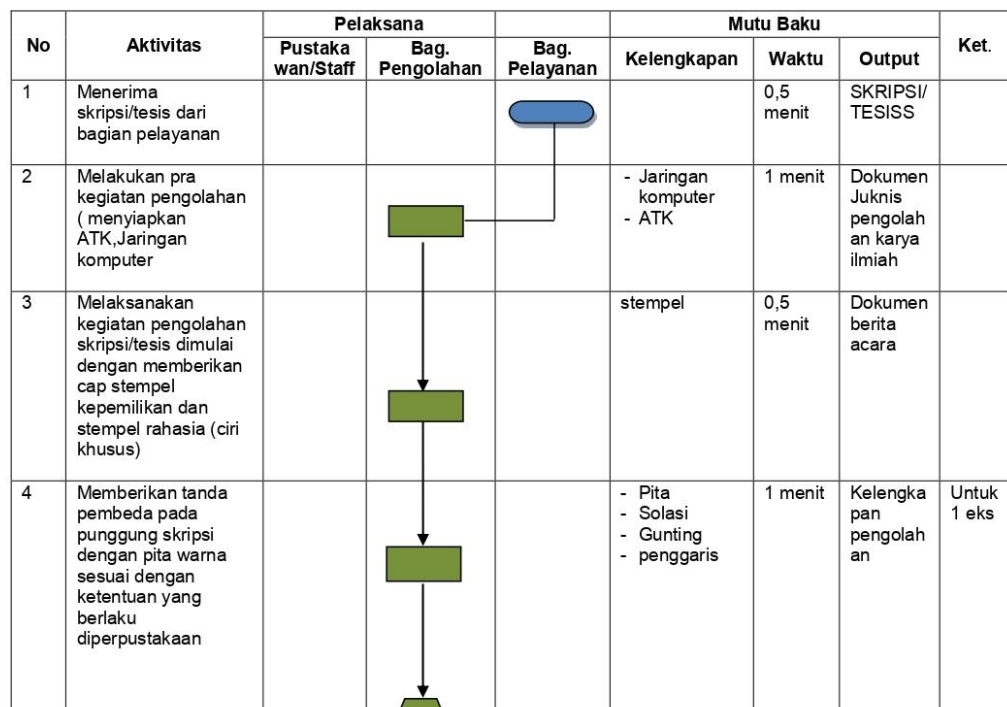 No
Aktivitas
Pelaksana
Mutu Baku
Ket.
Pustaka
wan/Staff
Bag.
Pengolahan
Bag.
Pelayanan
Kelengkapan
Waktu
Output
1
Menerima
skripsi/tesis dari
bagian pelayanan
0,5
menit
SKRIPSI/
TESISS
2
Melakukan pra
kegiatan pengolahan
( menyiapkan
ATK,Jaringan
komputer
- Jaringan
komputer
- ATK
1 menit
Dokumen
Juknis
pengolah
an karya
ilmiah
3
Melaksanakan
kegiatan pengolahan
skripsi/tesis dimulai
dengan memberikan
cap stempel
kepemilikan dan
stempel rahasia (ciri
khusus)
stempel
0,5
menit
Dokumen
berita
acara
4
Memberikan tanda
pembeda pada
punggung skripsi
dengan pita warna
sesuai dengan
ketentuan yang
berlaku
diperpustakaan
- Pita
- Solasi
- Gunting
- penggaris
1 menit
Kelengka
pan
pengolah
an
Untuk
1 eks